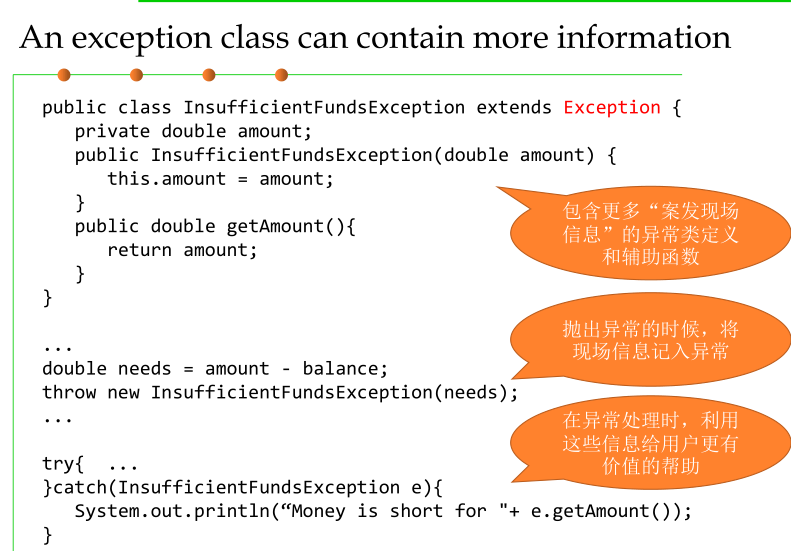 An exception class can contain more information
public class InsufficientFundsException extends Exception {
private double amount;
public InsufficientFundsException(double amount) {
this.amount = amount;
}
public double getAmount(){
return amount;
}
}
包含更多“案发现场
信息”的异常类定义
和辅助函数
...
double needs = amount - balance;
throw new InsufficientFundsException(needs);
...
抛出异常的时候，将
现场信息记入异常
try{ ...
}catch(InsufficientFundsException e){
System.out.println(“Money is short for "+ e.getAmount());
}
在异常处理时，利用
这些信息给用户更有
价值的帮助